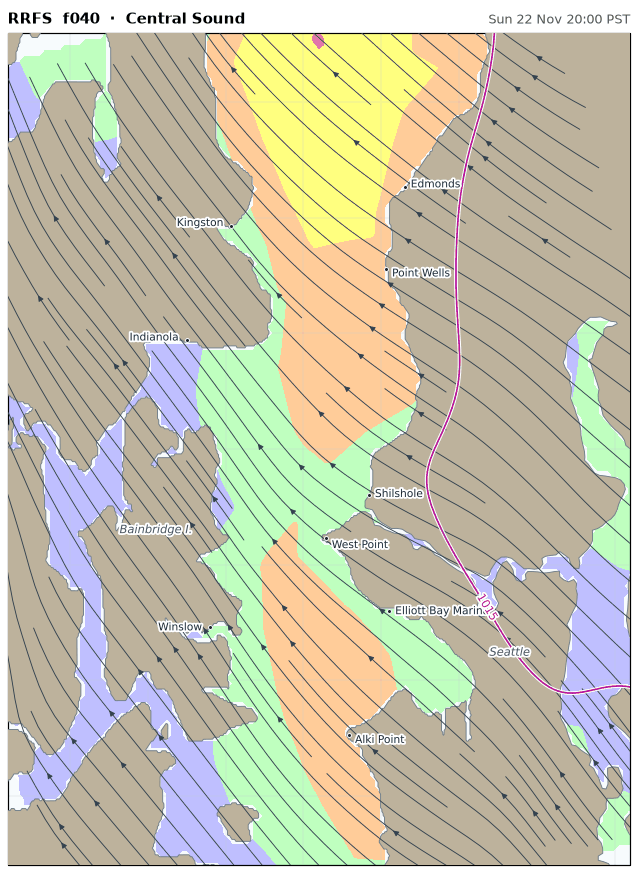 RRFS f040 · Central Sound
Sun 22 Nov 20:00 PST
Edmonds
Kingston
Point Wells
Indianola
Shilshole
Bainbridge I.
West Point
1015
Elliott Bay Marina
Winslow
Seattle
Alki Point